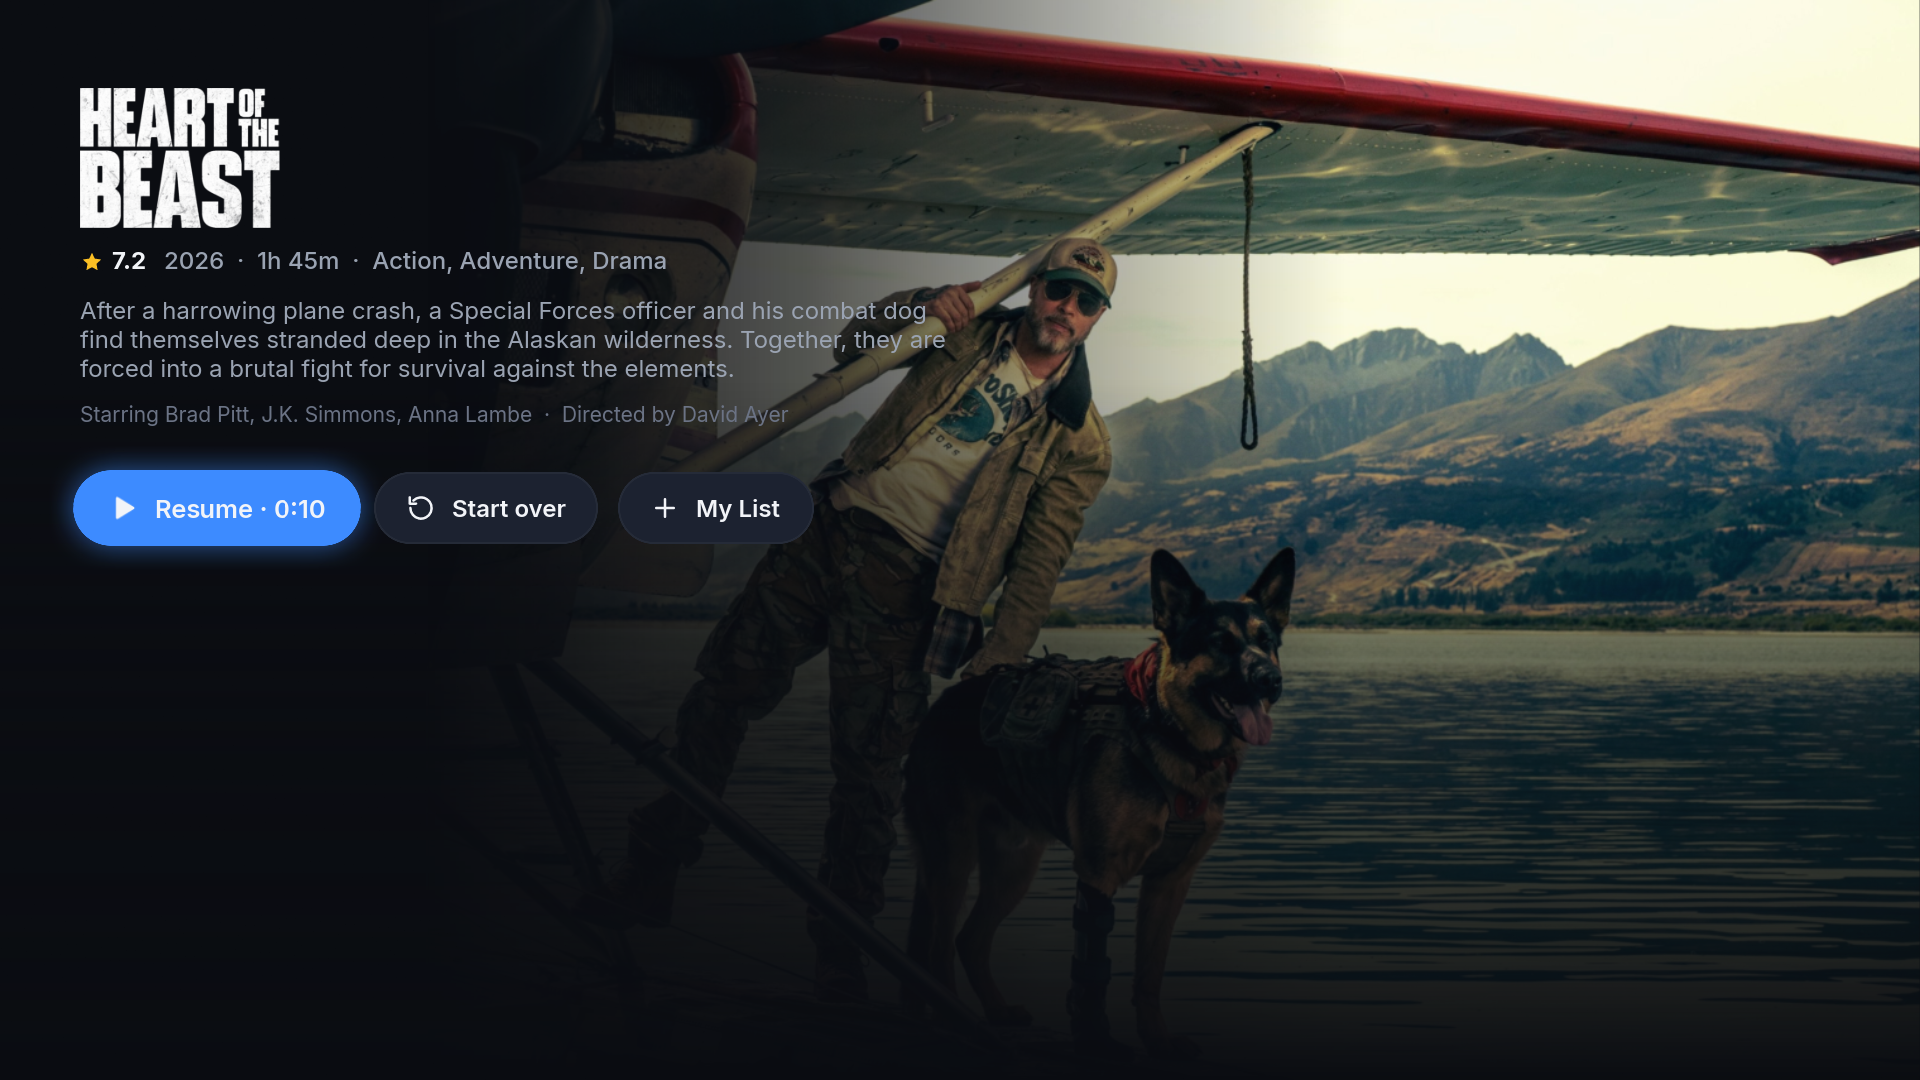 HEART OF THE BEAST
7.2 2026 · 1h 45m · Action, Adventure, Drama
After a harrowing plane crash, a Special Forces officer and his combat dog
find themselves stranded deep in the Alaskan wilderness. Together, they are
forced into a brutal fight for survival against the elements.
Starring Brad Pitt, J.K. Simmons, Anna Lambe · Directed by David Ayer
Resume · 0:10
Start over
My List